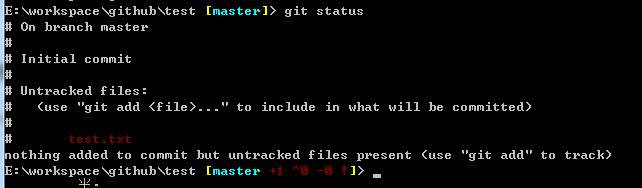 E:\workspace\github\test [master]> git status
# On branch master
#
# Initial commit
#
# Untracked files:
#   (use "git add <file>..." to include in what will be committed)
#
#       test.txt
nothing added to commit but untracked files present (use "git add" to track)
E:\workspace\github\test [master +1 ~0 -0 !]> _